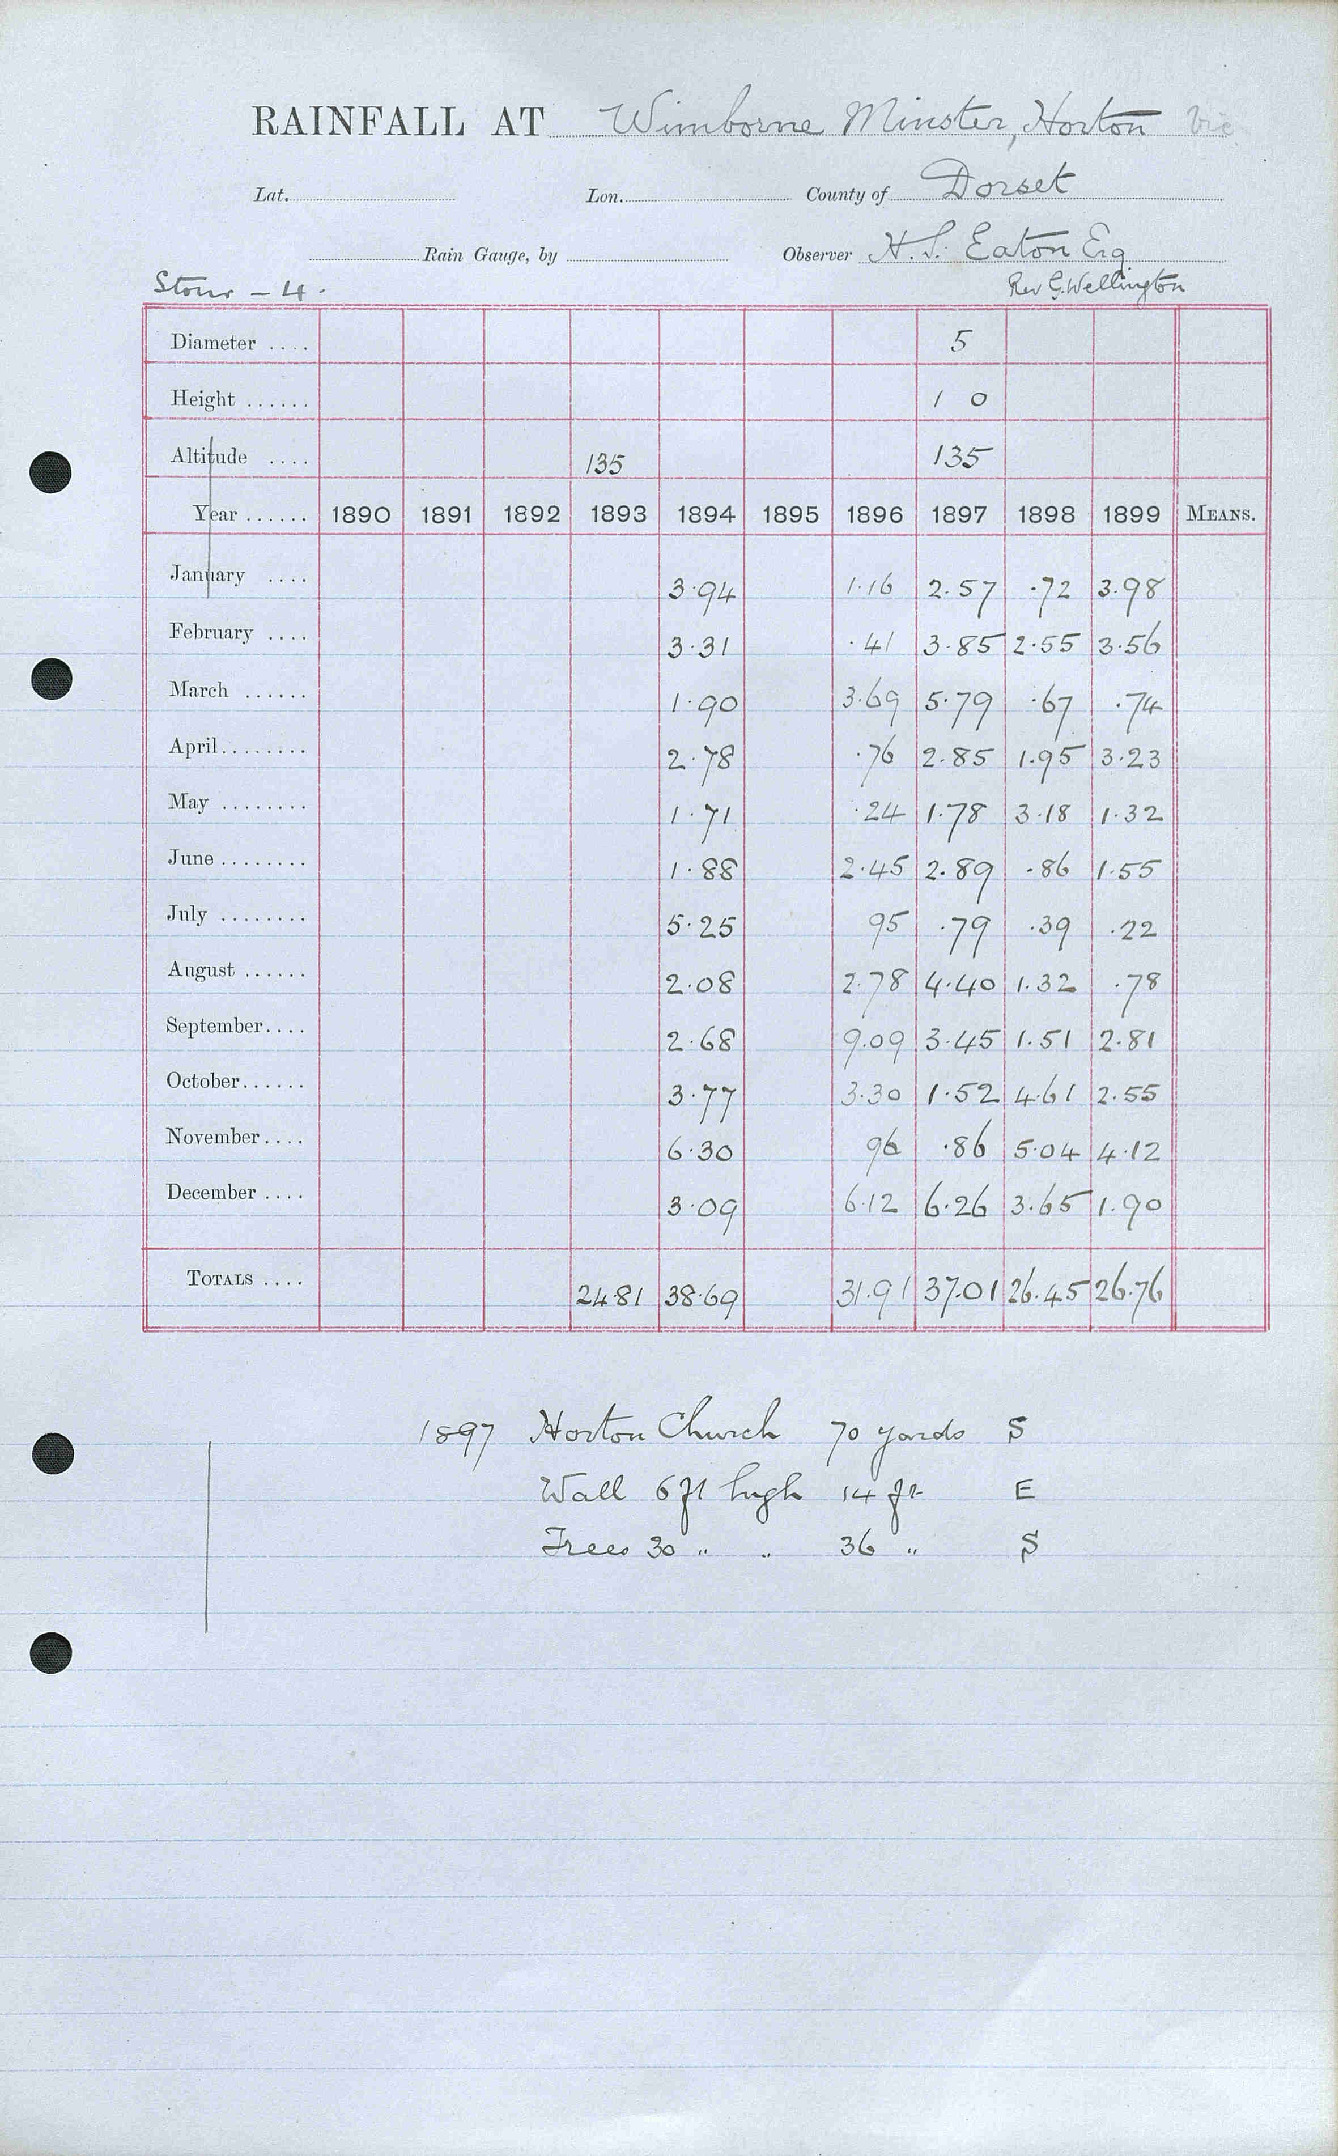 RAINFALL AT Wimborne Minster, Horton Vic
Lat. Lon. County of Dorset
Rain Gauge, by Observer H. S. Eaton Esq
Stour - 4. Rev G. Wellington
Diameter .... 5
Height ...... 1 0
Altitude .... 135 135
Year ...... 1890 1891 1892 1893 1894 1895 1896 1897 1898 1899 MEANS.
January .... 3.94 1.16 2.57 .72 3.98
February .... 3.31 .41 3.85 2.55 3.56
March ...... 1.90 3.69 5.79 .67 .74
April ........ 2.78 .76 2.85 1.95 3.23
May ........ 1.71 .24 1.78 3.18 1.32
June ........ 1.88 2.45 2.89 .86 1.55
July ........ 5.25 95 .79 .39 .22
August ...... 2.08 2.78 4.40 1.32 .78
September .... 2.68 9.09 3.45 1.51 2.81
October ...... 3.77 3.30 1.52 4.61 2.55
November .... 6.30 96 .86 5.04 4.12
December .... 3.09 6.12 6.26 3.65 1.90
TOTALS .... 24.81 38.69 31.91 37.01 26.45 26.76
1897 Horton Church 70 yards S
Wall 6 ft high 14 ft E
Trees 30 " " 36 " S